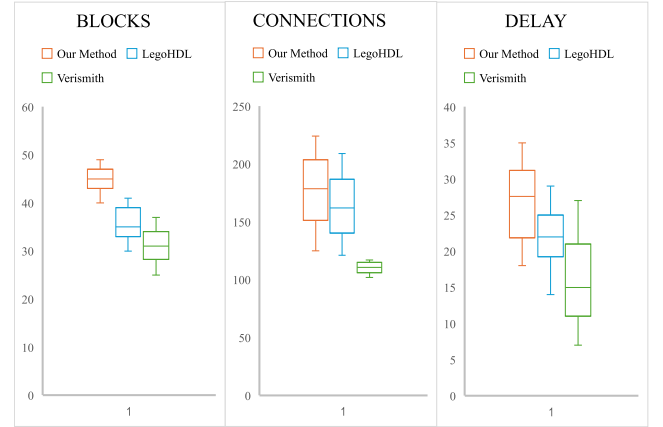 BLOCKS
Our Method LegoHDL
Verismith
60
50
40
30
20
10
0
1
CONNECTIONS
Our Method LegoHDL
Verismith
250
200
150
100
50
0
1
DELAY
Our Method LegoHDL
Verismith
40
35
30
25
20
15
10
5
0
1